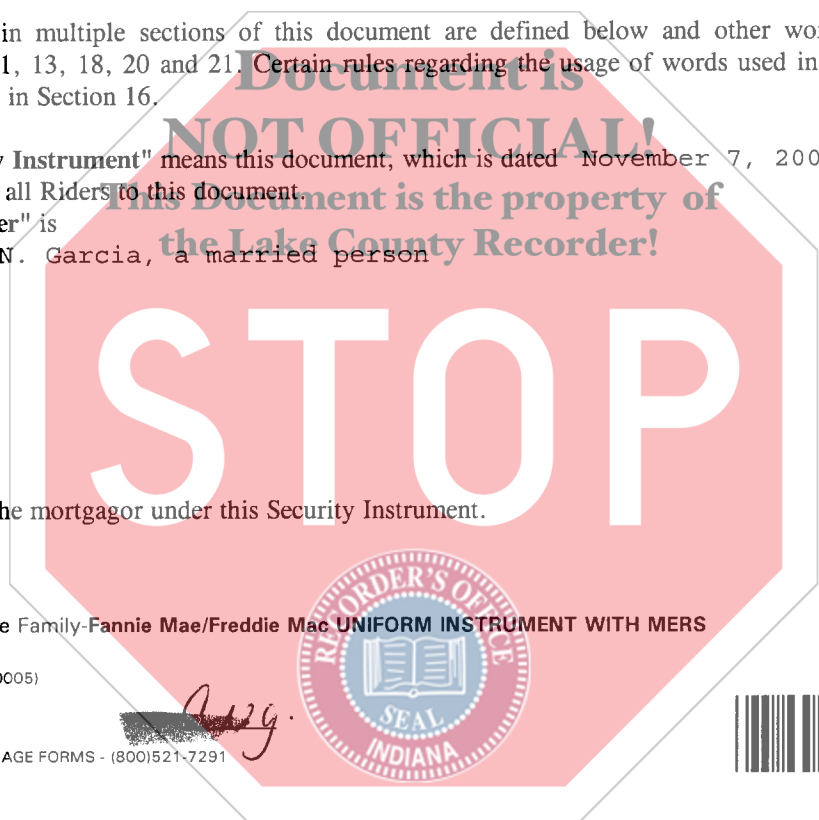 in multiple sections of this document are defined below and other wor
1, 13, 18, 20 and 21. Certain rules regarding the usage of words used in
Document is
in Section 16.
NOT OFFICIAL!
Instrument" means this document, which is dated November 7, 200
all Riders to this document.
This Document is the property of
er" is
the Lake County Recorder!
N. Garcia, a married person
STOP
he mortgagor under this Security Instrument.
RECORDER'S OFFICE
e Family-Fannie Mae/Freddie Mac UNIFORM INSTRUMENT WITH MERS
0005)
SEAL
INDIANA
AGE FORMS - (800)521-7291